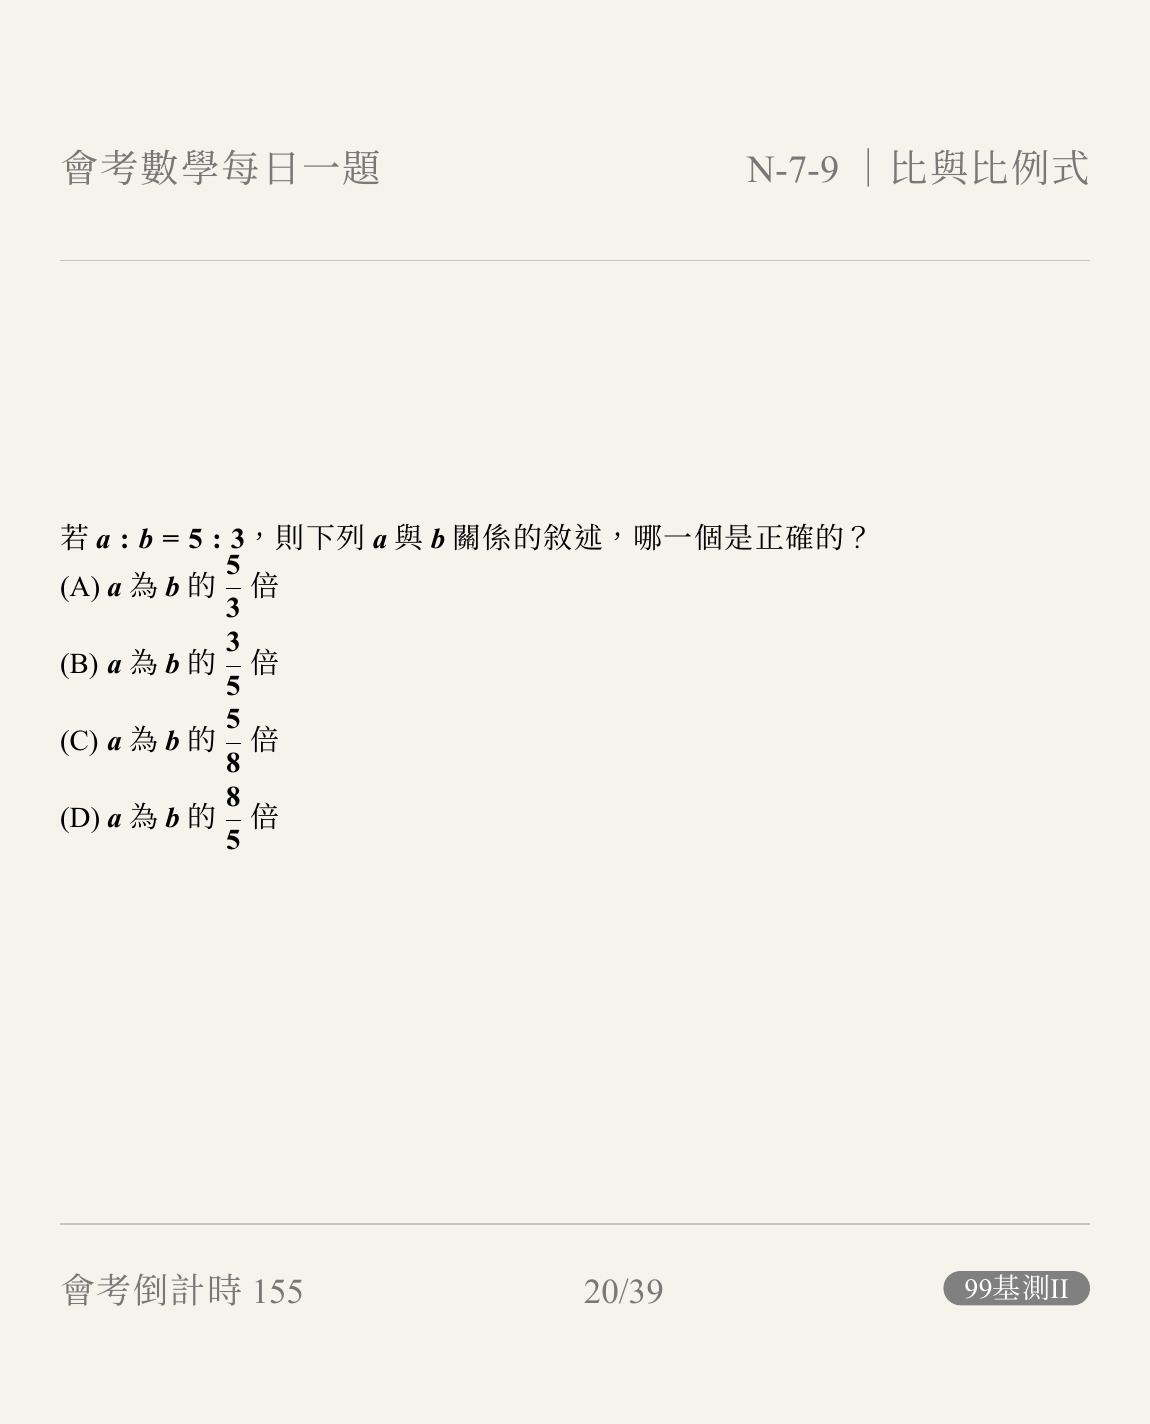 會考數學每日一題
N-7-9 ｜比與比例式
若 a : b = 5 : 3，則下列 a 與 b 關係的敘述，哪一個是正確的？
(A) a 為 b 的 5/3 倍
(B) a 為 b 的 3/5 倍
(C) a 為 b 的 5/8 倍
(D) a 為 b 的 8/5 倍
會考倒計時 155
20/39
99基測II